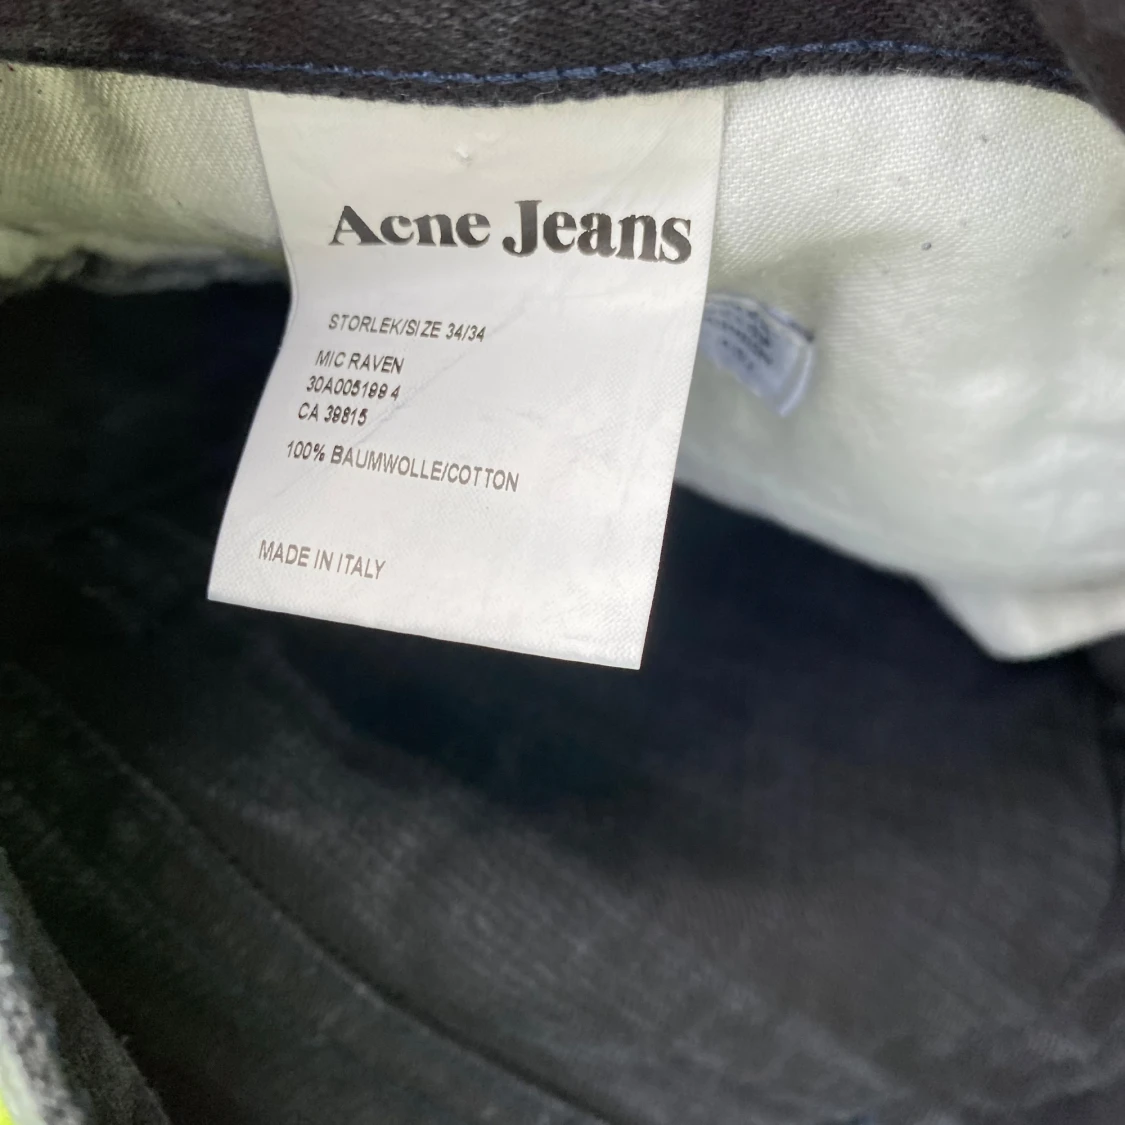 Acne Jeans
STORLEK/SIZE 34/34
MIC RAVEN
30A005199 4
CA 39815
100% BAUMWOLLE/COTTON
MADE IN ITALY